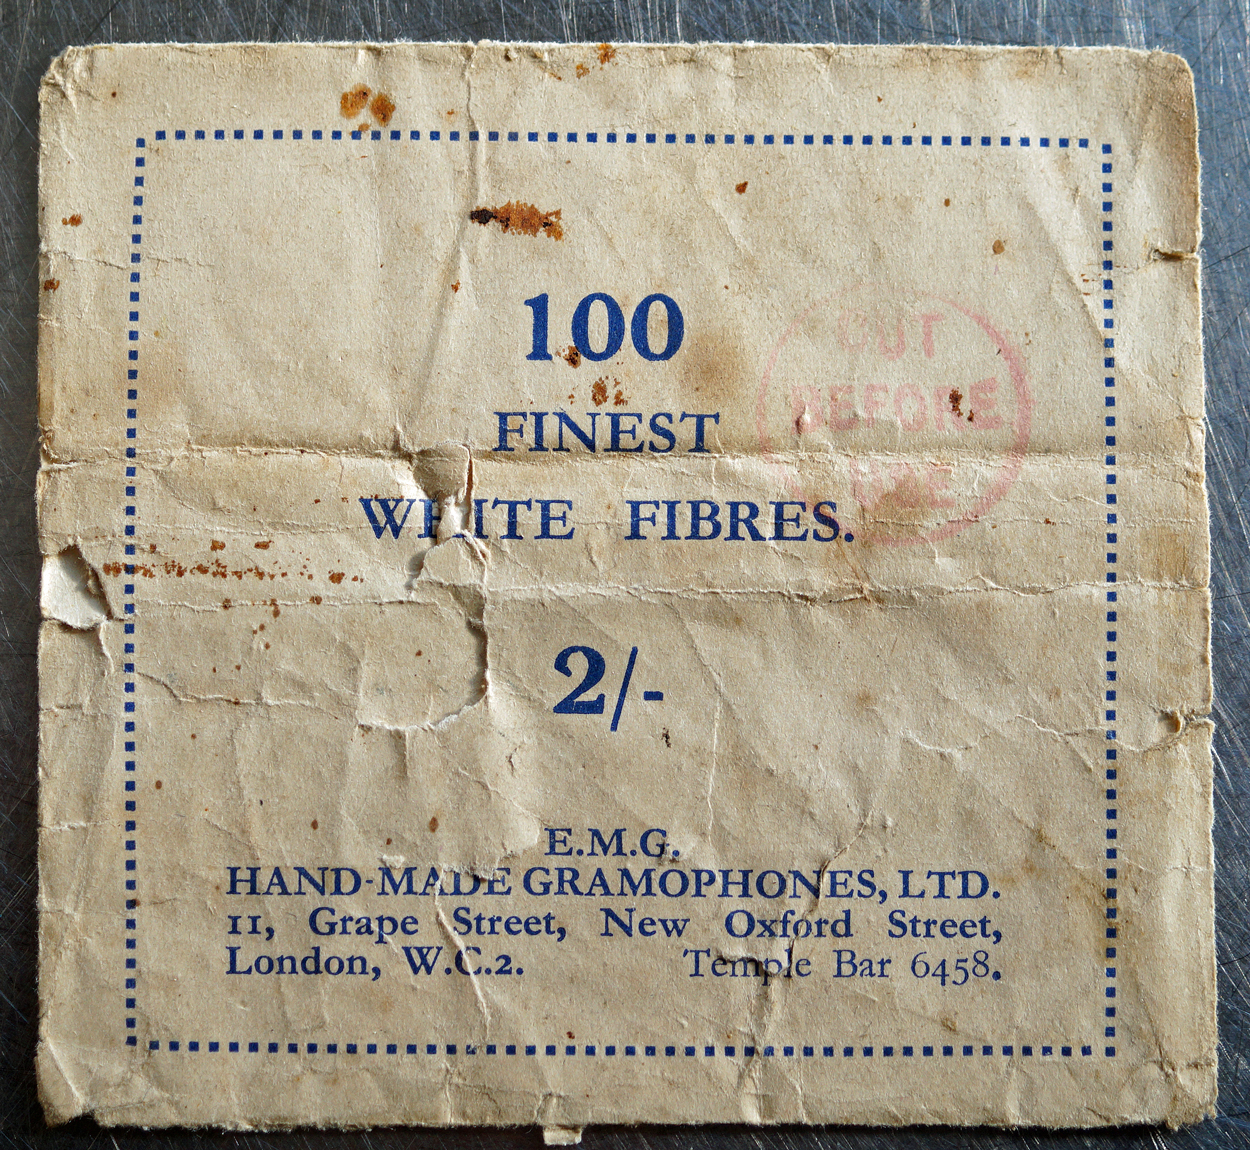 100
FINEST
WHITE FIBRES.
CUT
BEFORE
USE
2/-
E.M.G.
HAND-MADE GRAMOPHONES, LTD.
11, Grape Street, New Oxford Street,
London, W.C.2. Temple Bar 6458.